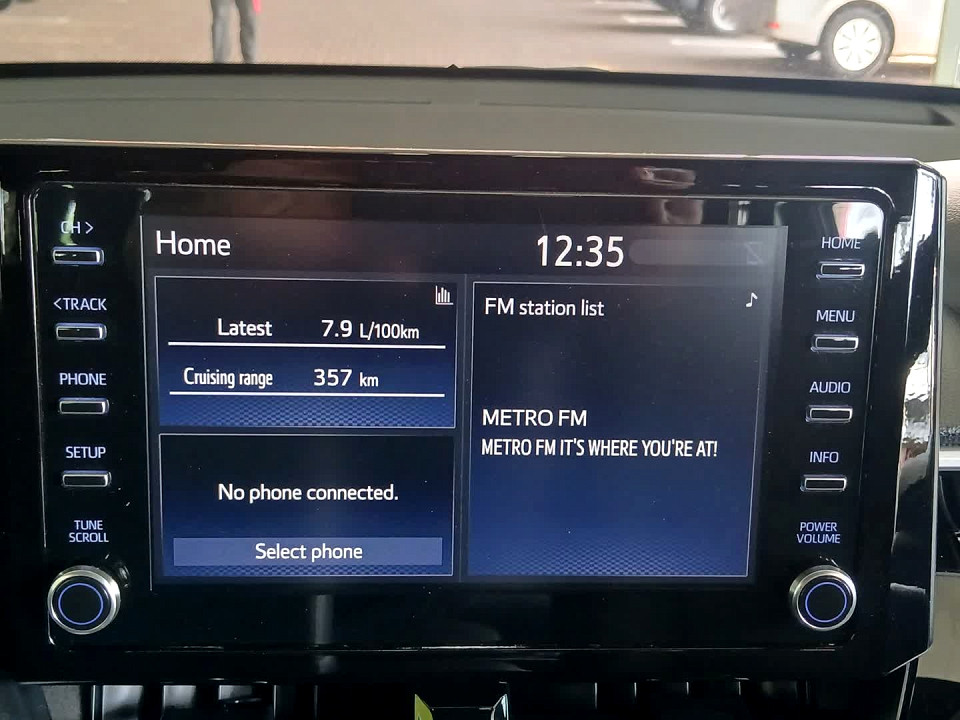 CH >
<TRACK
PHONE
SETUP
TUNE
SCROLL
Home
12:35
Latest 7.9 L/100km
Cruising range 357 km
No phone connected.
Select phone
FM station list
METRO FM
METRO FM IT'S WHERE YOU'RE AT!
HOME
MENU
AUDIO
INFO
POWER
VOLUME